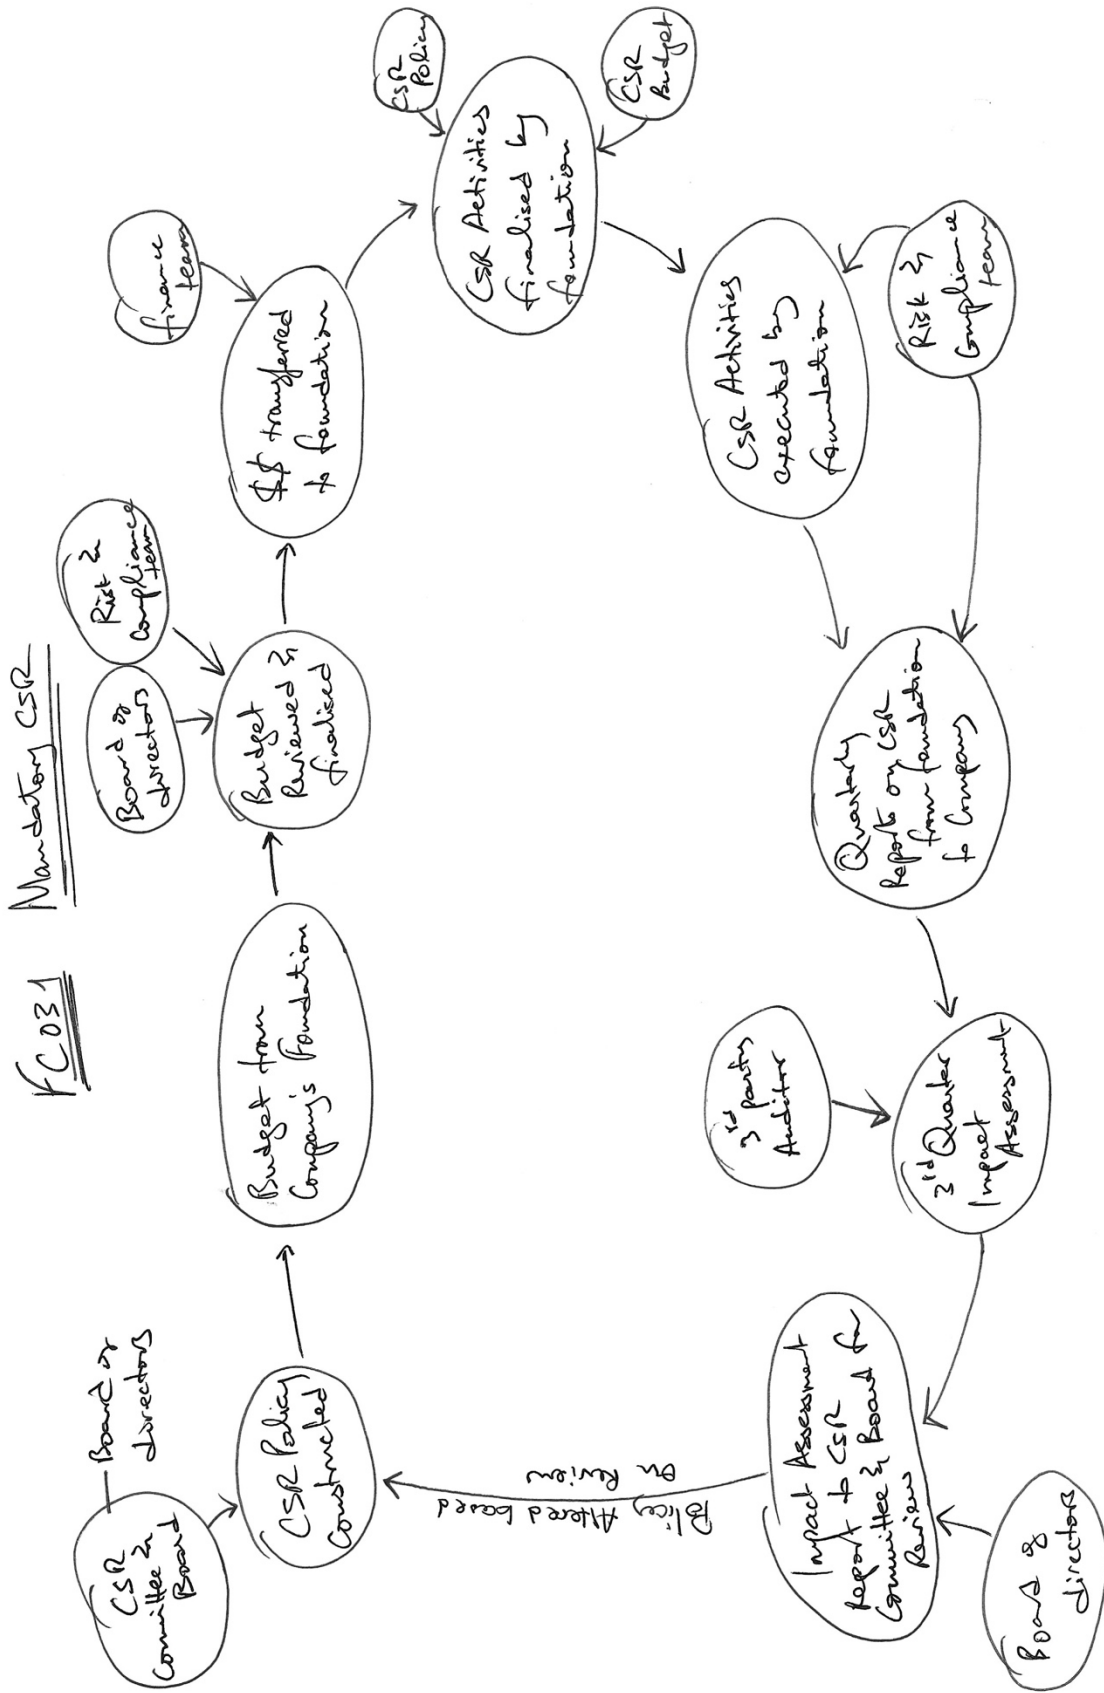 FC031
Mandatory CSR
CSR
Committee &
Board
Board of
directors
CSR Policy
Constructed
Budget from
Company's Foundation
Board of
directors
Risk &
Compliance
team
Budget
Reviewed &
finalised
finance
team
$$ transferred
to foundation
CSR
Policy
CSR
Budget
CSR Activities
finalised by
foundation
CSR Activities
executed by
foundation
Risk &
Compliance
team
Quarterly
Reports on CSR
from foundation
to Company
3rd party
Auditor
3rd Quarter
Impact
Assessment
Impact Assessment
report to CSR
Committee & Board for
Review
Board of
directors
Policy Altered based
on Review